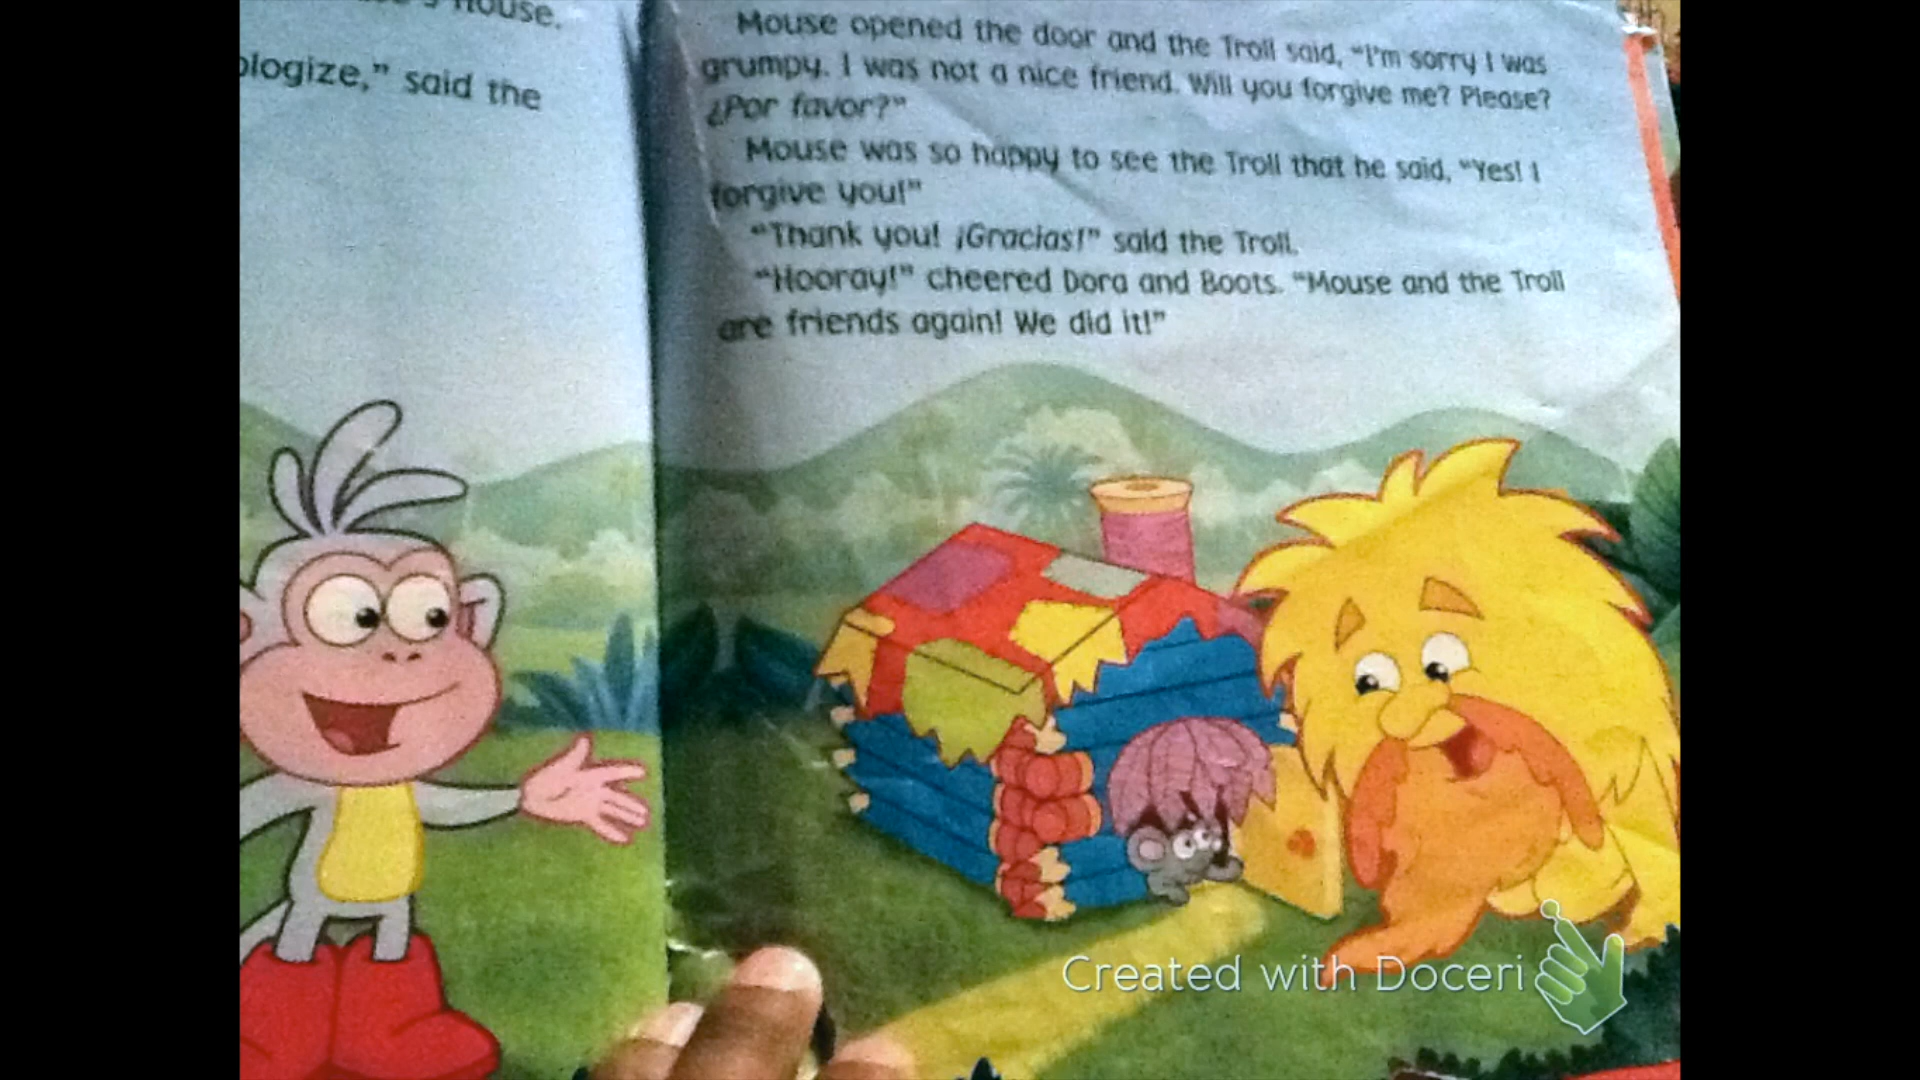 house.
ologize,” said the
Mouse opened the door and the Troll said, “I'm sorry I was
grumpy. I was not a nice friend. Will you forgive me? Please?
¿Por favor?”
Mouse was so happy to see the Troll that he said, “Yes! I
forgive you!”
“Thank you! ¡Gracias!” said the Troll.
“Hooray!” cheered Dora and Boots. “Mouse and the Troll
are friends again! We did it!”
Created with Doceri